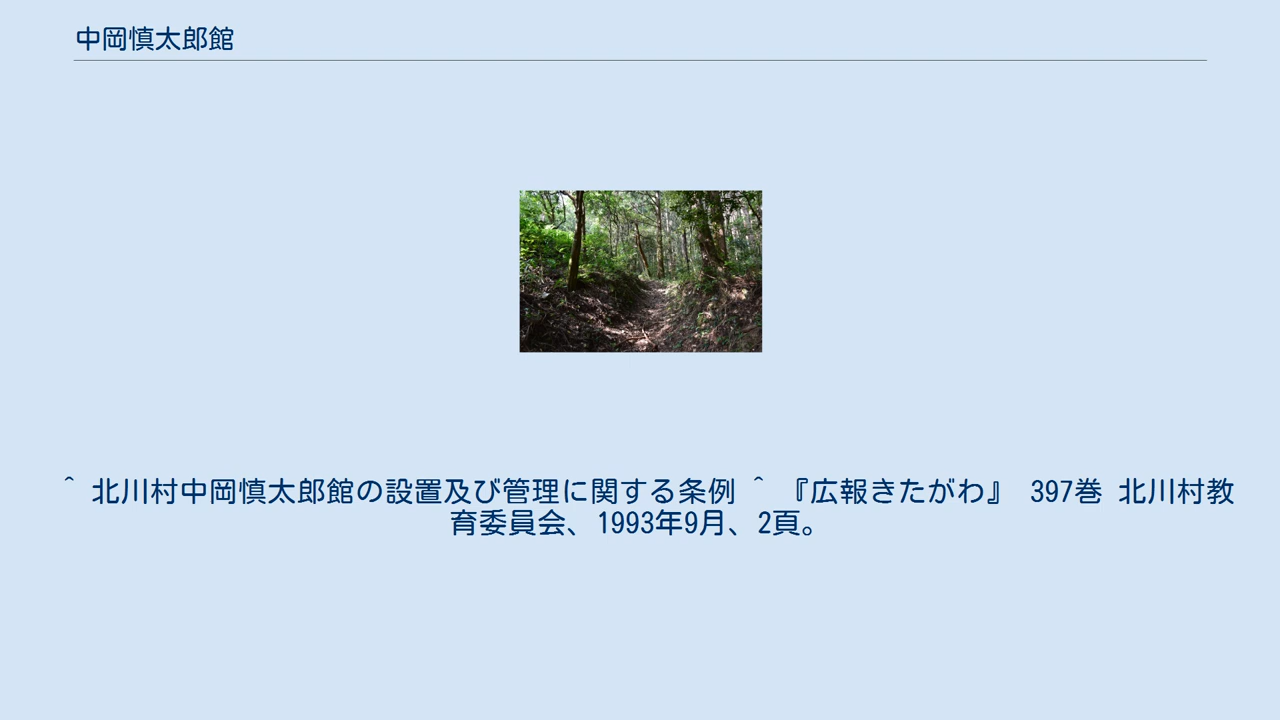 中岡慎太郎館
^ 北川村中岡慎太郎館の設置及び管理に関する条例 ^ 『広報きたがわ』 397巻 北川村教
育委員会、1993年9月、2頁。